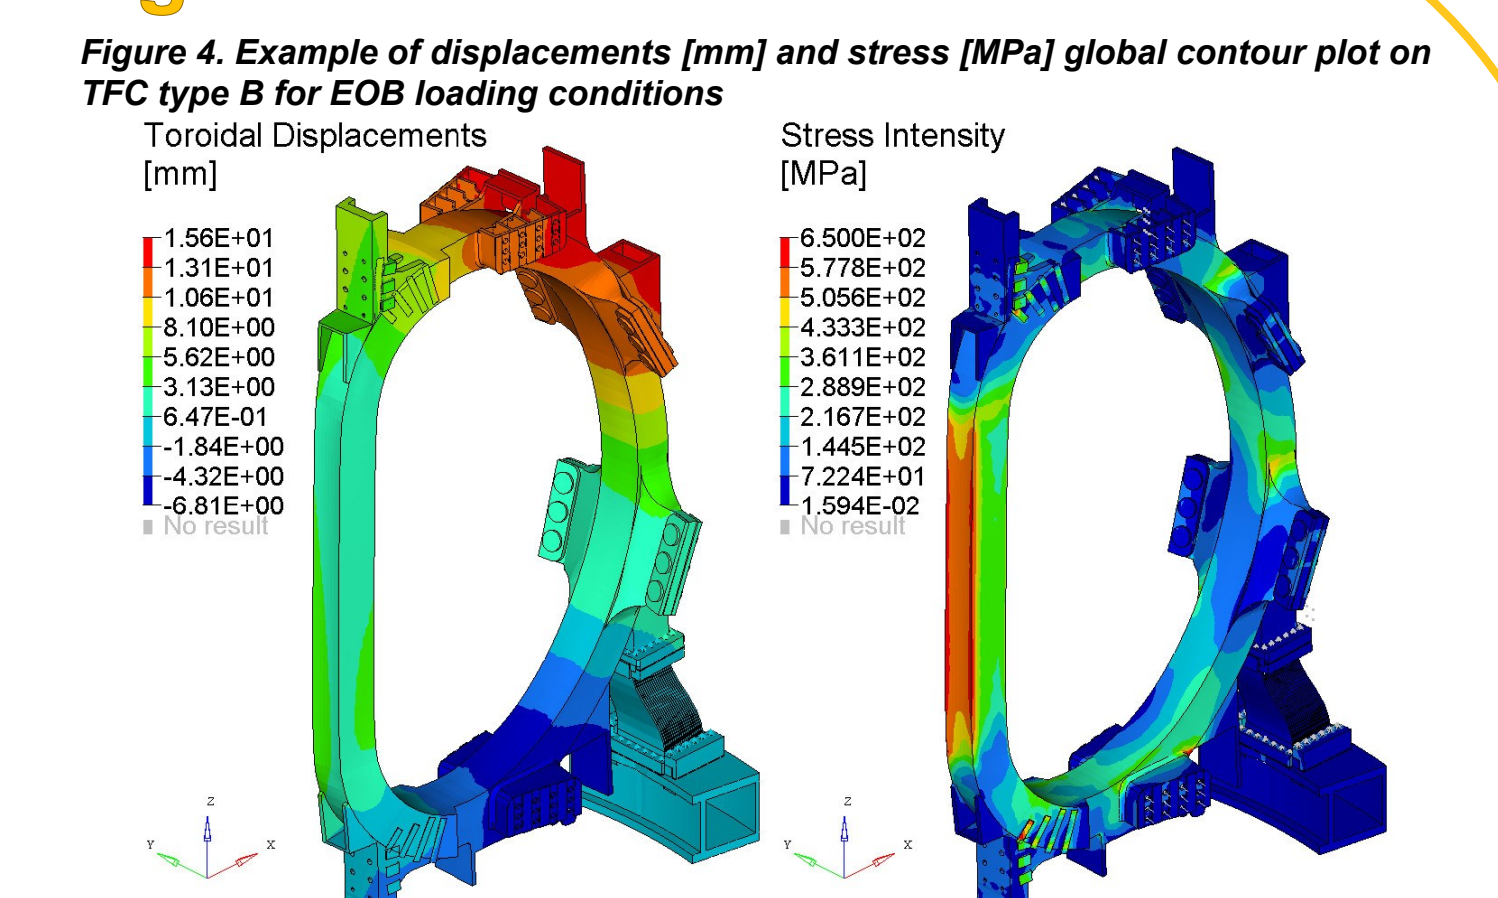 Figure 4. Example of displacements [mm] and stress [MPa] global contour plot on
TFC type B for EOB loading conditions
Toroidal Displacements
[mm]
1.56E+01
1.31E+01
1.06E+01
8.10E+00
5.62E+00
3.13E+00
6.47E-01
-1.84E+00
-4.32E+00
-6.81E+00
No result
Z
Y
X
Stress Intensity
[MPa]
6.500E+02
5.778E+02
5.056E+02
4.333E+02
3.611E+02
2.889E+02
2.167E+02
1.445E+02
7.224E+01
1.594E-02
No result
Z
Y
X